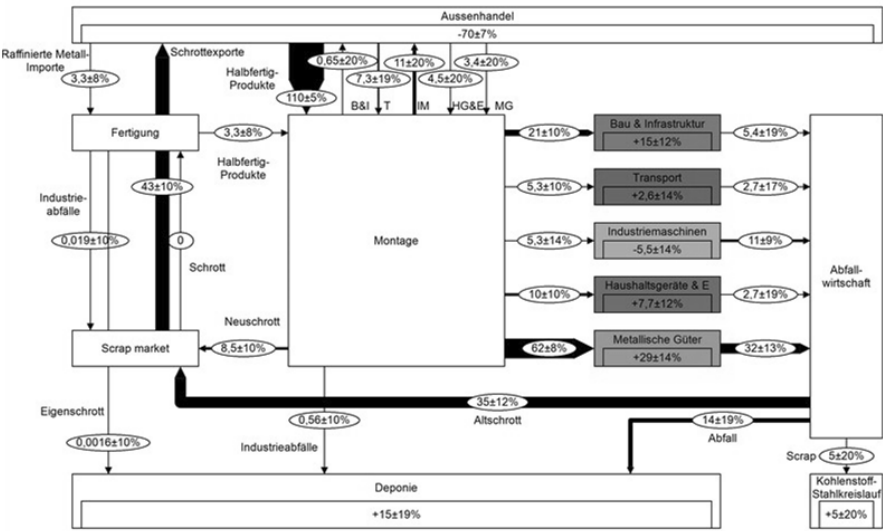 Aussenhandel
-70±7%
Raffinierte Metall-
Importe
3,3±8%
Schrottexporte
Halbfertig-
Produkte
110±5%
0,65±20%
7,3±19%
11±20%
4,5±20%
3,4±20%
B&I
T
IM
HG&E
MG
Fertigung
3,3±8%
Halbfertig-
Produkte
Montage
21±10%
Bau & Infrastruktur
+15±12%
5,4±19%
43±10%
5,3±10%
Transport
+2,6±14%
2,7±17%
Industrie-
abfälle
0,019±10%
0
Schrott
5,3±14%
Industriemaschinen
-5,5±14%
11±9%
Abfall-
wirtschaft
10±10%
Haushaltsgeräte & E
+7,7±12%
2,7±19%
Neuschrott
Scrap market
8,5±10%
62±8%
Metallische Güter
+29±14%
32±13%
35±12%
Altschrott
Eigenschrott
0,0016±10%
0,56±10%
Industrieabfälle
14±19%
Abfall
Scrap
5±20%
Deponie
+15±19%
Kohlenstoff-
Stahlkreislauf
+5±20%